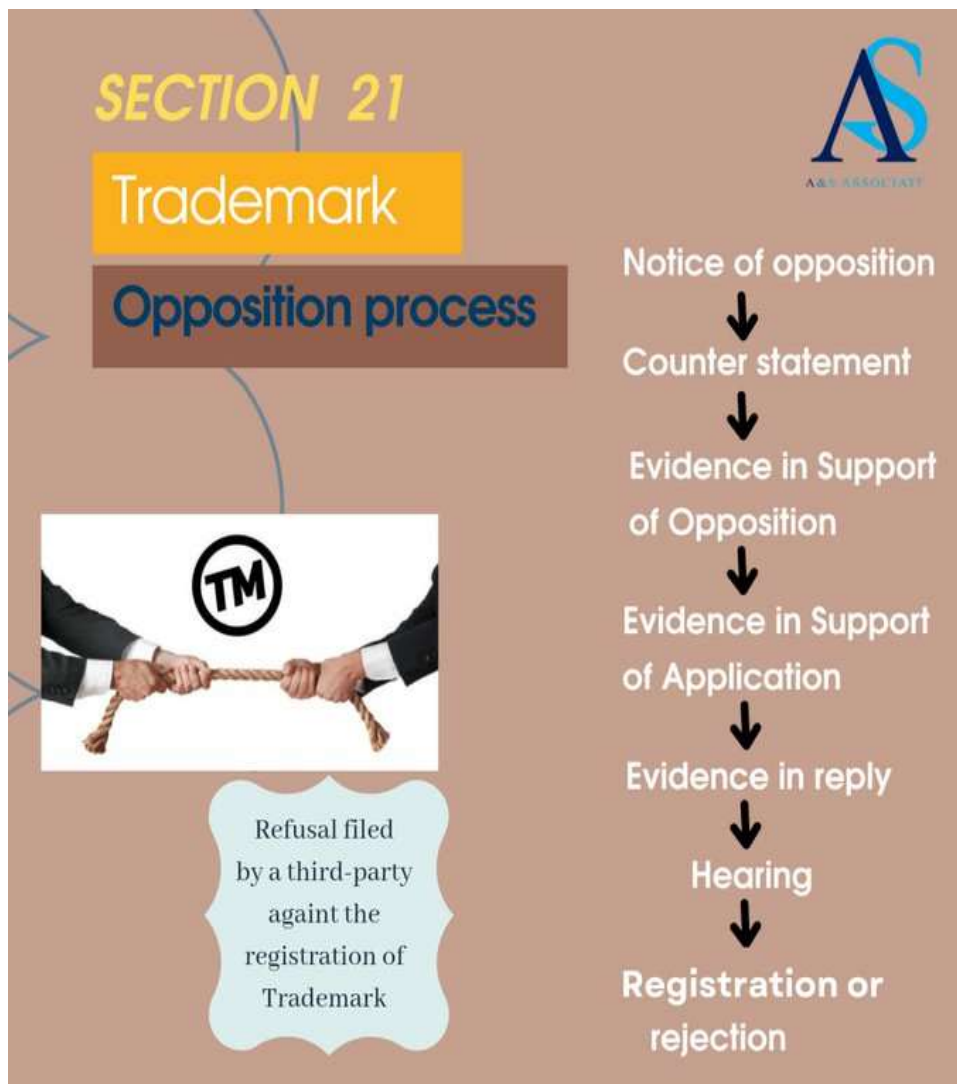 SECTION 21
Trademark
Opposition process
TM
Refusal filed
by a third-party
againt the
registration of
Trademark
AS
A&S ASSOCIATE
Notice of opposition
Counter statement
Evidence in Support
of Opposition
Evidence in Support
of Application
Evidence in reply
Hearing
Registration or
rejection